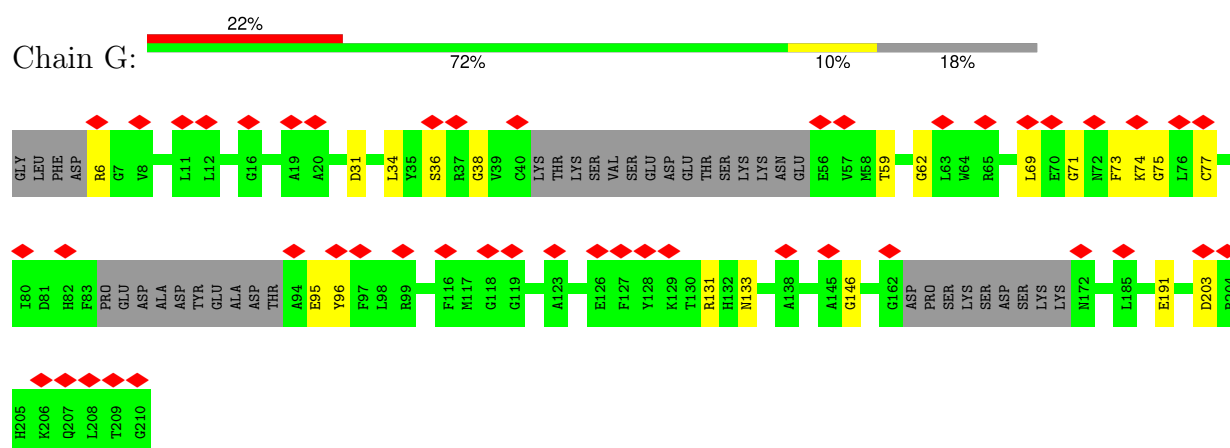 22%
Chain G:
72% 10% 18%
GLY LEU PHE ASP R6 G7 V8 L11 L12 G16 A19 A20 D31 L34 Y35 S36 R37 G38 V39 C40 LYS THR LYS SER VAL SER GLU ASP GLU THR SER LYS LYS ASN GLU E56 V57 M58 T59 G62 L63 W64 R65 L69 E70 G71 N72 F73 K74 G75 L76 C77
I80 D81 H82 F83 PRO GLU ASP ALA ASP TYR GLU ALA ASP THR A94 E95 Y96 F97 L98 R99 F116 M117 G118 G119 A123 E126 F127 Y128 K129 T130 R131 H132 N133 A138 A145 G146 G162 ASP PRO SER LYS SER ASP SER LYS LYS N172 L185 E191 D203
H205 K206 Q207 L208 T209 G210